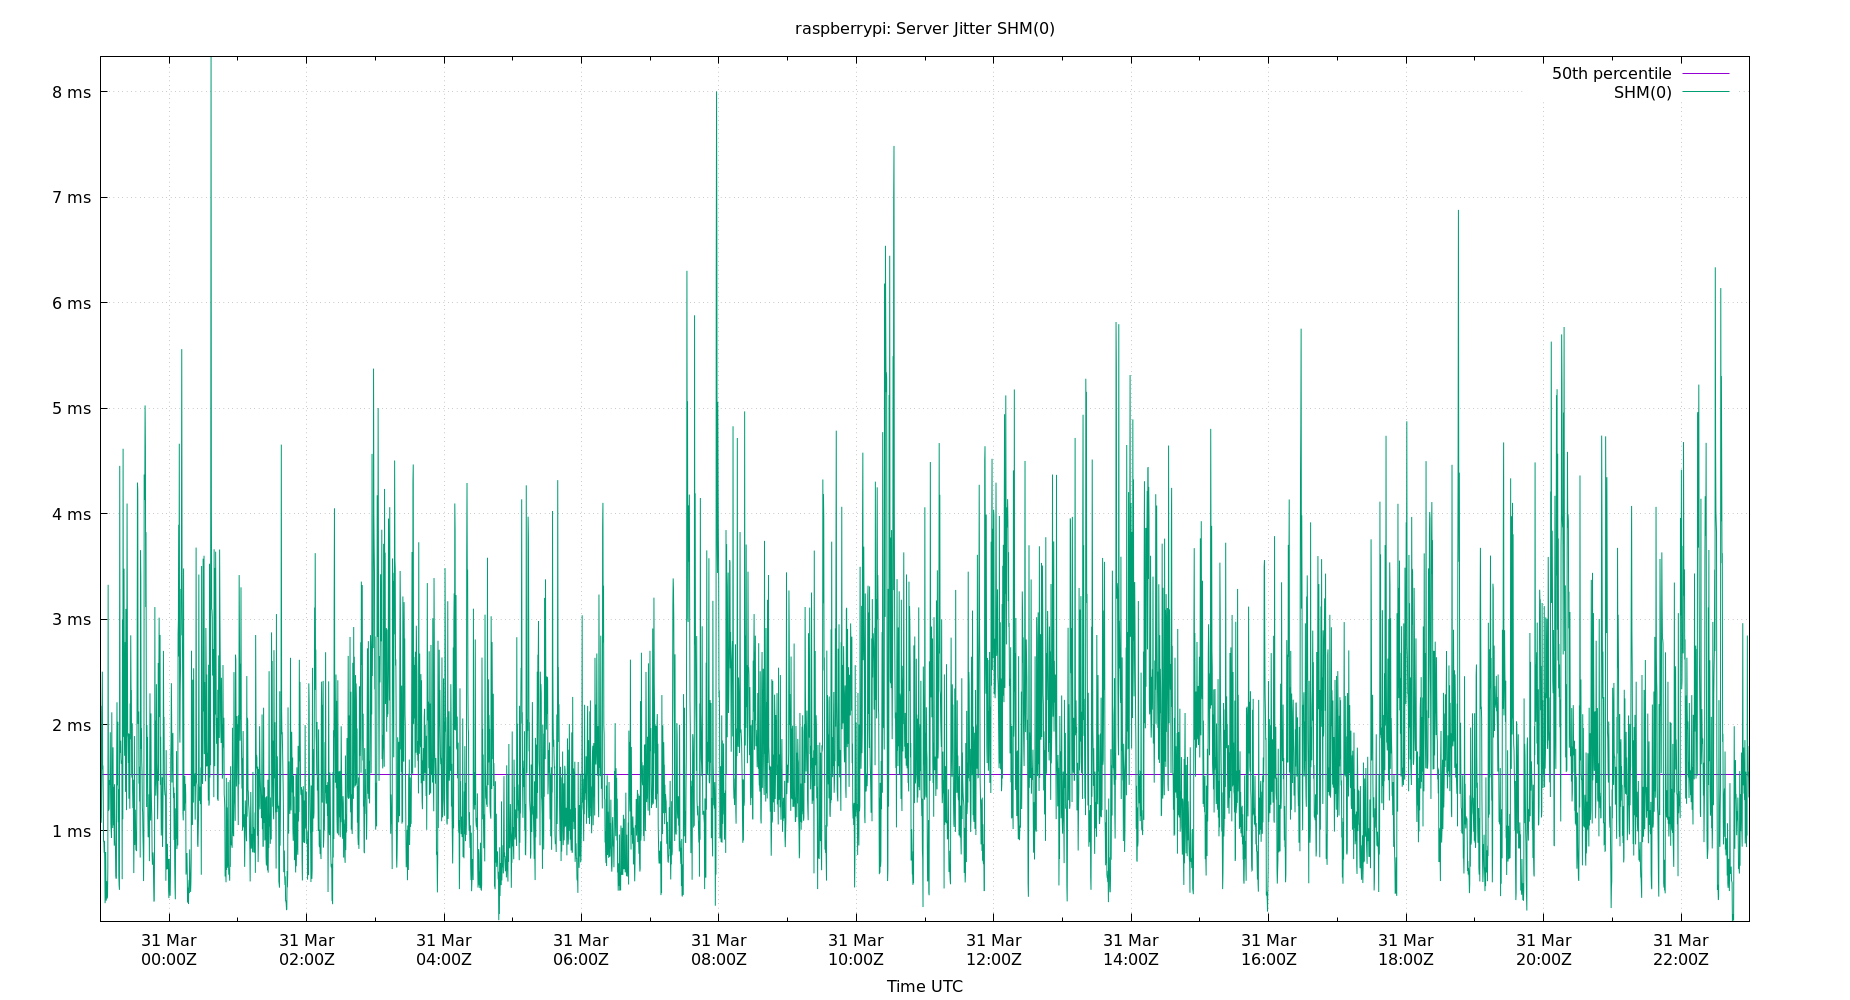 raspberrypi: Server Jitter SHM(0)
50th percentile
SHM(0)
8 ms
7 ms
6 ms
5 ms
4 ms
3 ms
2 ms
1 ms
31 Mar 31 Mar 31 Mar 31 Mar 31 Mar 31 Mar 31 Mar 31 Mar 31 Mar 31 Mar 31 Mar 31 Mar
00:00Z 02:00Z 04:00Z 06:00Z 08:00Z 10:00Z 12:00Z 14:00Z 16:00Z 18:00Z 20:00Z 22:00Z
Time UTC